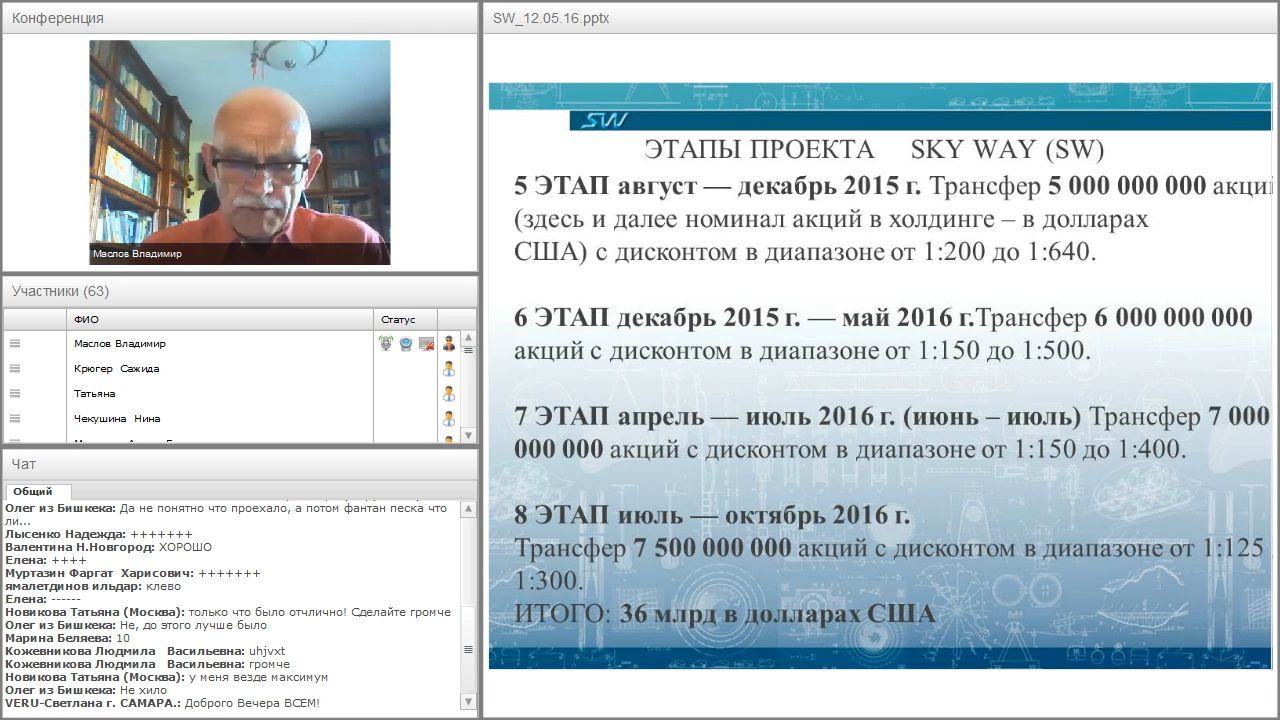 Конференция
Маслов Владимир
Участники (63)
ФИО Статус
Маслов Владимир
Крюгер Сажида
Татьяна
Чекушина Нина
Чат
Общий
Олег из Бишкека: Да не понятно что проехало, а потом фантан песка что
ли...
Лысенко Надежда: +++++++
Валентина Н.Новгород: ХОРОШО
Елена: ++++
Муртазин Фаргат Харисович: +++++++
ямалетдинов ильдар: клево
Елена: ------
Новикова Татьяна (Москва): только что было отчлично! Сделайте громче
Олег из Бишкека: Не, до этого лучше было
Марина Беляева: 10
Кожевникова Людмила Васильевна: uhjvxt
Кожевникова Людмила Васильевна: громче
Новикова Татьяна (Москва): у меня везде максимум
Олег из Бишкека: Не хило
VERU-Светлана г. САМАРА.: Доброго Вечера ВСЕМ!
SW_12.05.16.pptx
SW
ЭТАПЫ ПРОЕКТА SKY WAY (SW)
5 ЭТАП август — декабрь 2015 г. Трансфер 5 000 000 000 акций
(здесь и далее номинал акций в холдинге – в долларах
США) с дисконтом в диапазоне от 1:200 до 1:640.
6 ЭТАП декабрь 2015 г. — май 2016 г.Трансфер 6 000 000 000
акций с дисконтом в диапазоне от 1:150 до 1:500.
7 ЭТАП апрель — июль 2016 г. (июнь – июль) Трансфер 7 000
000 000 акций с дисконтом в диапазоне от 1:150 до 1:400.
8 ЭТАП июль — октябрь 2016 г.
Трансфер 7 500 000 000 акций с дисконтом в диапазоне от 1:125
1:300.
ИТОГО: 36 млрд в долларах США